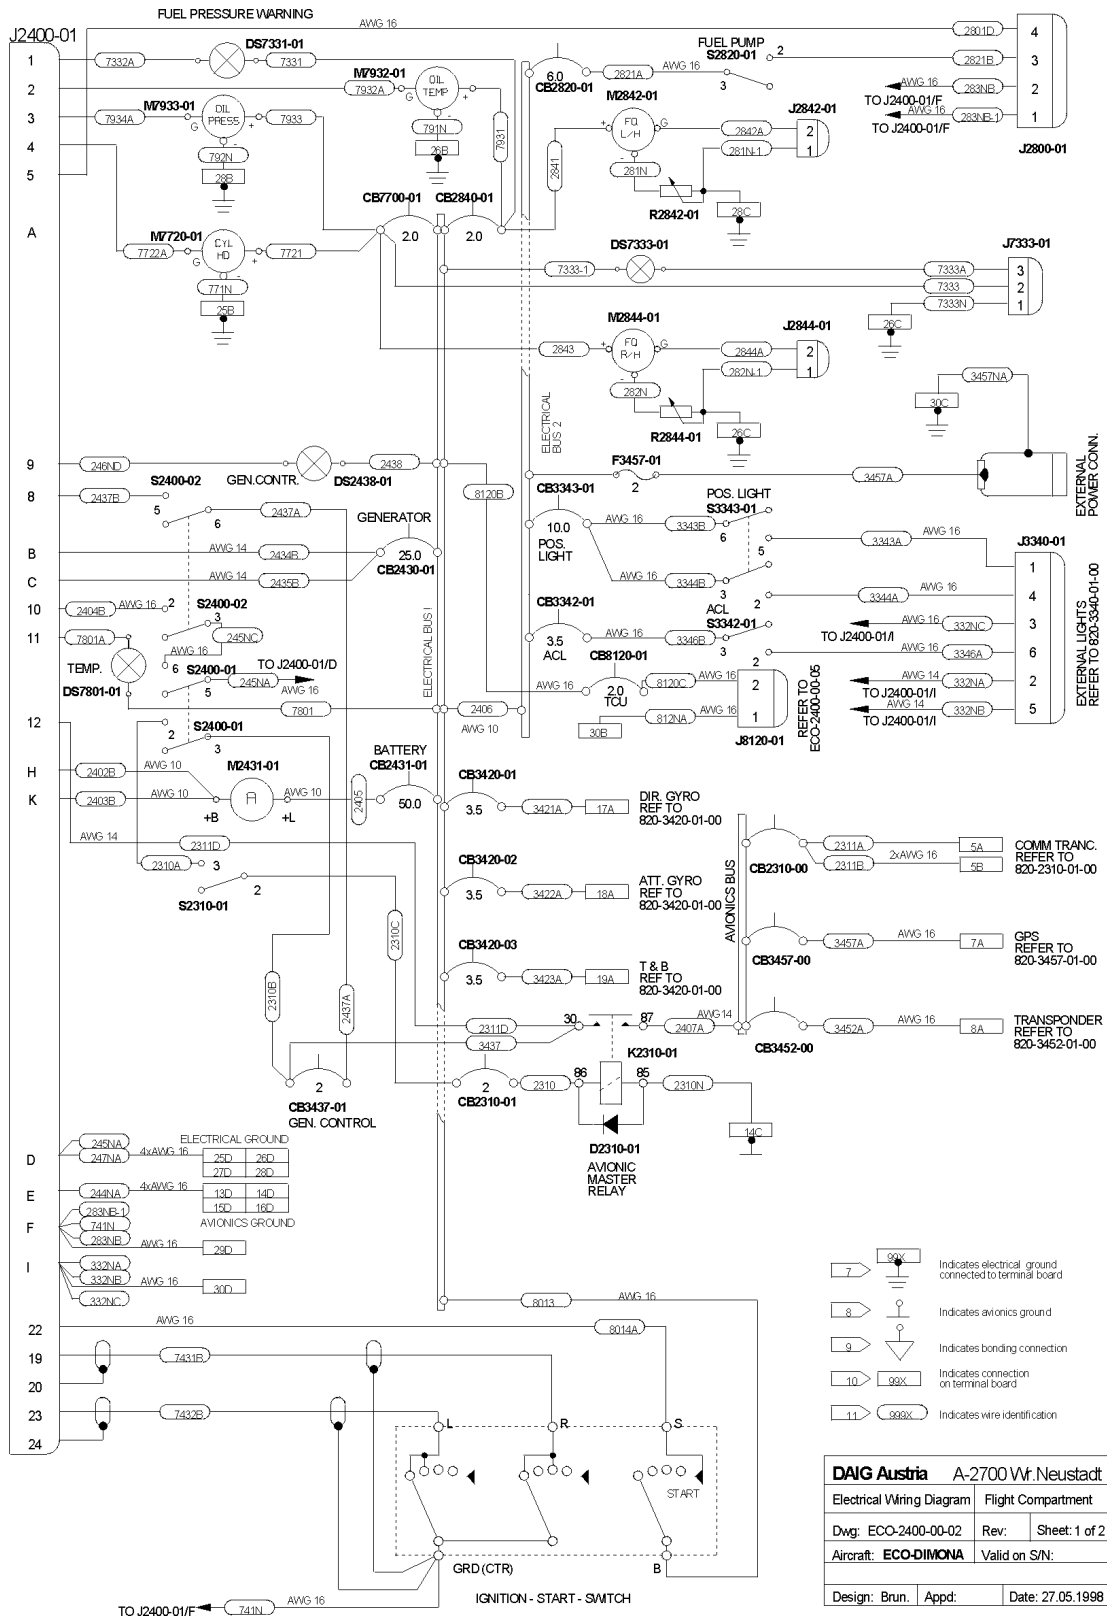 FUEL PRESSURE WARNING
AWG 16
J2400-01
1
7332A
DS7331-01
7331
2
M7932-01
7932A
G
OIL
TEMP
+
-
791N
26B
7931
3
7934A
M7933-01
G
OIL
PRESS
+
7933
-
792N
28B
4
5
A
M7720-01
7722A
G
CYL
HD
+
7721
-
771N
25B
CB7700-01
2.0
CB2840-01
2.0
6.0
CB2820-01
2821A
AWG 16
FUEL PUMP
S2820-01
2
3
2801D
2821B
AWG 16
283NB
TO J2400-01/F
AWG 16
283NB-1
TO J2400-01/F
4
3
2
1
J2800-01
M2842-01
2841
+
FQ
L/H
G
2842A
-
281N
281N-1
R2842-01
28C
J2842-01
2
1
DS7333-01
7333-1
7333A
7333
7333N
26C
J7333-01
3
2
1
M2844-01
2843
+
FQ
R/H
G
2844A
-
282N
282N-1
R2844-01
26C
J2844-01
2
1
ELECTRICAL
BUS 2
3457NA
30C
EXTERNAL
POWER CONN.
9
246ND
GEN.CONTR.
DS2438-01
2438
8120B
F3457-01
2
3457A
8
2437B
S2400-02
5
6
2437A
GENERATOR
B
AWG 14
2434B
25.0
CB2430-01
C
AWG 14
2435B
CB3343-01
10.0
POS.
LIGHT
AWG 16
3343B
POS. LIGHT
S3343-01
6
5
3344B
3
2
3343A
AWG 16
3344A
AWG 16
J3340-01
1
4
3
6
2
5
EXTERNAL LIGHTS
REFER TO 820-3340-01-00
10
2404B
AWG 16
2
S2400-02
3
245NC
AWG 16
6
11
7801A
TEMP.
DS7801-01
S2400-01
5
245NA
TO J2400-01/D
AWG 16
7801
ELECTRICAL BUS I
2406
AWG 10
CB3342-01
3.5
ACL
AWG 16
3346B
ACL
S3342-01
3
2
TO J2400-01/I
332NC
3346A
AWG 16
AWG 14
332NA
TO J2400-01/I
AWG 14
332NB
TO J2400-01/I
CB8120-01
AWG 16
2.0
TCU
8120C
AWG 16
812NA
AWG 16
30B
2
1
J8120-01
REFER TO
ECO-2400-00-05
12
2
S2400-01
3
H
2402B
AWG 10
K
2403B
AWG 10
M2431-01
A
+B
+L
AWG 10
2405
BATTERY
CB2431-01
50.0
AWG 14
2311D
2310A
3
2
S2310-01
2310B
2437A
2310C
CB3420-01
3.5
3421A
17A
DIR. GYRO
REF TO
820-3420-01-00
CB3420-02
3.5
3422A
18A
ATT. GYRO
REF TO
820-3420-01-00
CB3420-03
3.5
3423A
19A
T & B
REF TO
820-3420-01-00
AVIONICS BUS
CB2310-00
2311A
2311B
2xAWG 16
5A
5B
COMM TRANC.
REFER TO
820-2310-01-00
CB3457-00
3457A
AWG 16
7A
GPS
REFER TO
820-3457-01-00
CB3452-00
3452A
AWG 16
8A
TRANSPONDER
REFER TO
820-3452-01-00
2311D
3437
30
87
2407A
AWG14
K2310-01
2
CB3437-01
GEN. CONTROL
2
CB2310-01
2310
86
85
2310N
14C
D2310-01
AVIONIC
MASTER
RELAY
D
245NA
247NA
4xAWG 16
ELECTRICAL GROUND
25D 26D
27D 28D
E
244NA
4xAWG 16
13D 14D
15D 16D
AVIONICS GROUND
F
283NB-1
741N
283NB
AWG 16
29D
I
332NA
332NB
332NC
AWG 16
30D
8013
AWG 16
22
AWG 16
8014A
19
7431B
20
23
7432B
24
L
R
S
START
GRD (CTR)
B
IGNITION - START - SWITCH
TO J2400-01/F
741N
AWG 16
7
99X
Indicates electrical ground
connected to terminal board
8
Indicates avionics ground
9
Indicates bonding connection
10
99X
Indicates connection
on terminal board
11
999X
Indicates wire identification
DAIG Austria A-2700 Wr.Neustadt
Electrical Wiring Diagram Flight Compartment
Dwg: ECO-2400-00-02 Rev: Sheet: 1 of 2
Aircraft: ECO-DIMONA Valid on S/N:
Design: Brun. Appd: Date: 27.05.1998